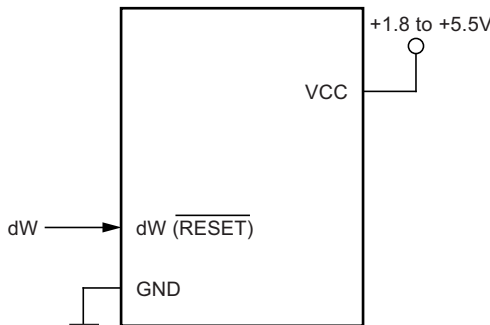 +1.8 to +5.5V
VCC
dW
dW (RESET)
GND